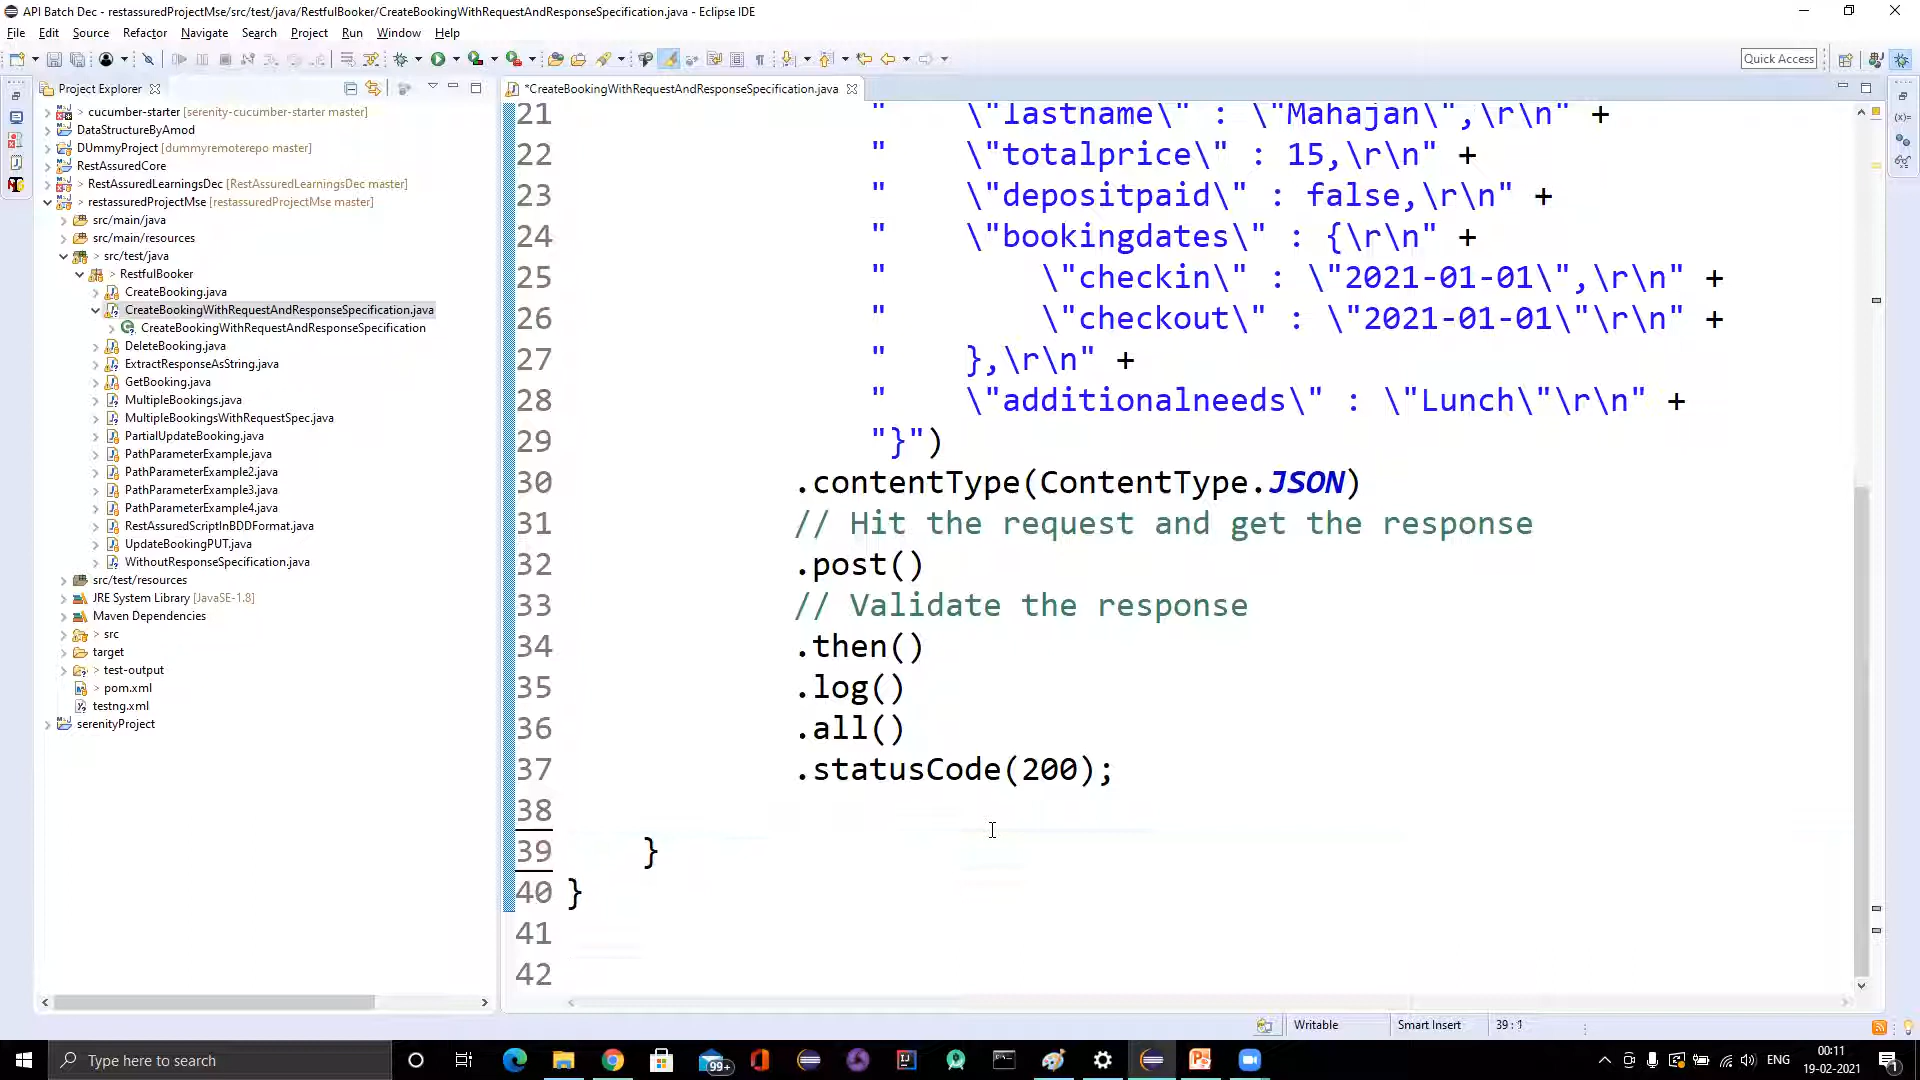 API Batch Dec - restassuredProjectMse/src/test/java/RestfulBooker/CreateBookingWithRequestAndResponseSpecification.java - Eclipse IDE
File Edit Source Refactor Navigate Search Project Run Window Help
Quick Access
Project Explorer
cucumber-starter [serenity-cucumber-starter master]
DataStructureByAmod
DUmmyProject [dummyremoterepo master]
RestAssuredCore
> RestAssuredLearningsDec [RestAssuredLearningsDec master]
> restassuredProjectMse [restassuredProjectMse master]
src/main/java
src/main/resources
> src/test/java
> RestfulBooker
CreateBooking.java
CreateBookingWithRequestAndResponseSpecification.java
CreateBookingWithRequestAndResponseSpecification
DeleteBooking.java
ExtractResponseAsString.java
GetBooking.java
MultipleBookings.java
MultipleBookingsWithRequestSpec.java
PartialUpdateBooking.java
PathParameterExample.java
PathParameterExample2.java
PathParameterExample3.java
PathParameterExample4.java
RestAssuredScriptInBDDFormat.java
UpdateBookingPUT.java
WithoutResponseSpecification.java
src/test/resources
JRE System Library [JavaSE-1.8]
Maven Dependencies
> src
target
> test-output
> pom.xml
testng.xml
serenityProject
*CreateBookingWithRequestAndResponseSpecification.java
21 "    \"lastname\" : \"Mahajan\",\r\n" +
22 "    \"totalprice\" : 15,\r\n" +
23 "    \"depositpaid\" : false,\r\n" +
24 "    \"bookingdates\" : {\r\n" +
25 "        \"checkin\" : \"2021-01-01\",\r\n" +
26 "        \"checkout\" : \"2021-01-01\"\r\n" +
27 "    },\r\n" +
28 "    \"additionalneeds\" : \"Lunch\"\r\n" +
29 "}")
30 .contentType(ContentType.JSON)
31 // Hit the request and get the response
32 .post()
33 // Validate the response
34 .then()
35 .log()
36 .all()
37 .statusCode(200);
38
39 }
40 }
41
42
Writable Smart Insert 39 : 1
Type here to search
99+
ENG
00:11
19-02-2021
1